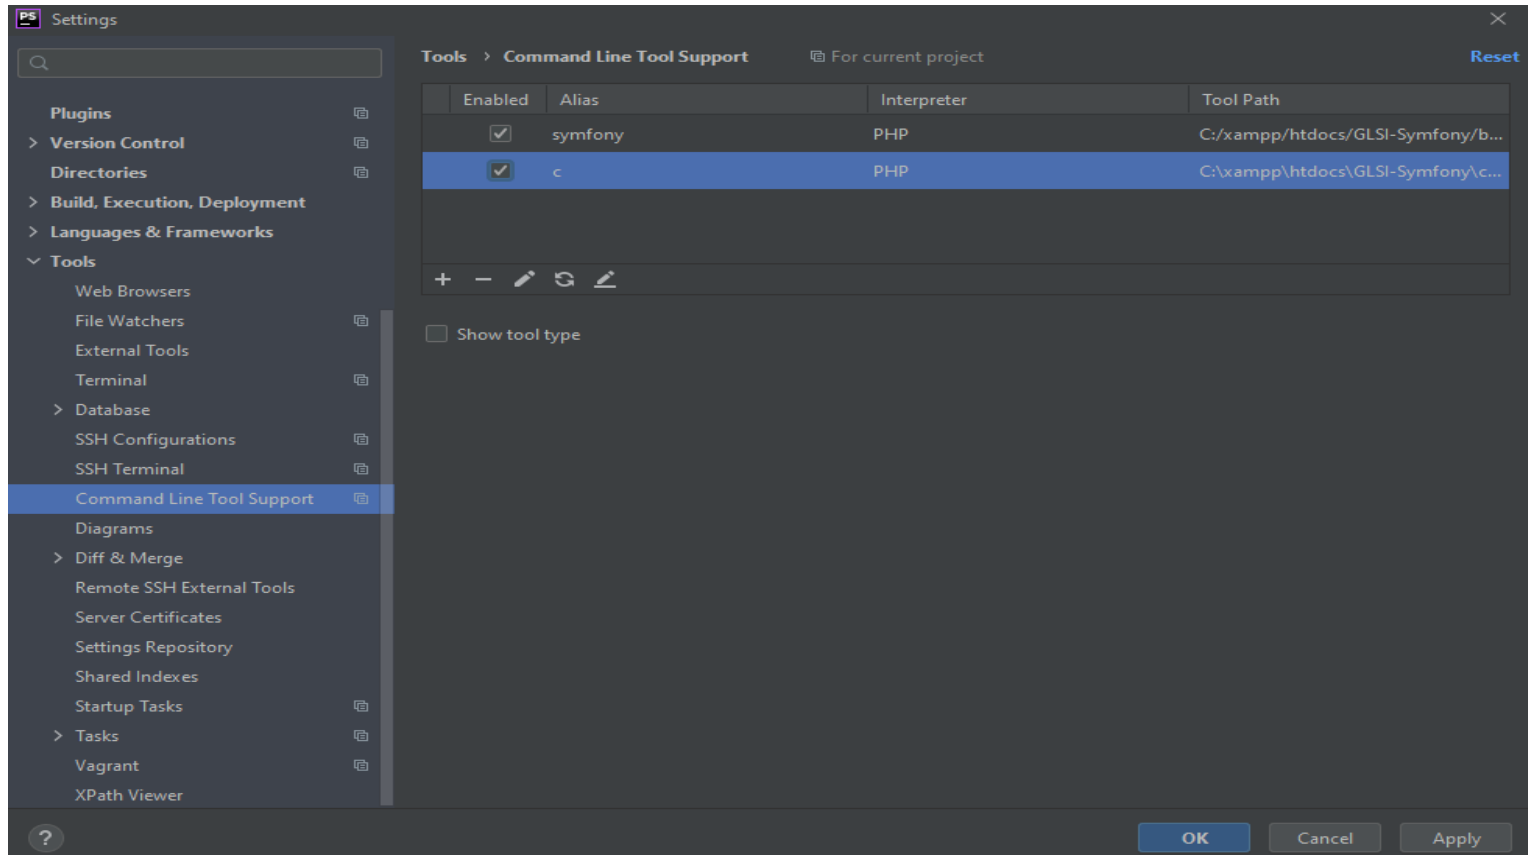 PS Settings
Tools > Command Line Tool Support For current project Reset
Plugins
Version Control
Directories
Build, Execution, Deployment
Languages & Frameworks
Tools
Web Browsers
File Watchers
External Tools
Terminal
Database
SSH Configurations
SSH Terminal
Command Line Tool Support
Diagrams
Diff & Merge
Remote SSH External Tools
Server Certificates
Settings Repository
Shared Indexes
Startup Tasks
Tasks
Vagrant
XPath Viewer
Enabled Alias Interpreter Tool Path
symfony PHP C:/xampp/htdocs/GLSI-Symfony/b...
c PHP C:\xampp\htdocs\GLSI-Symfony\c...
Show tool type
? OK Cancel Apply